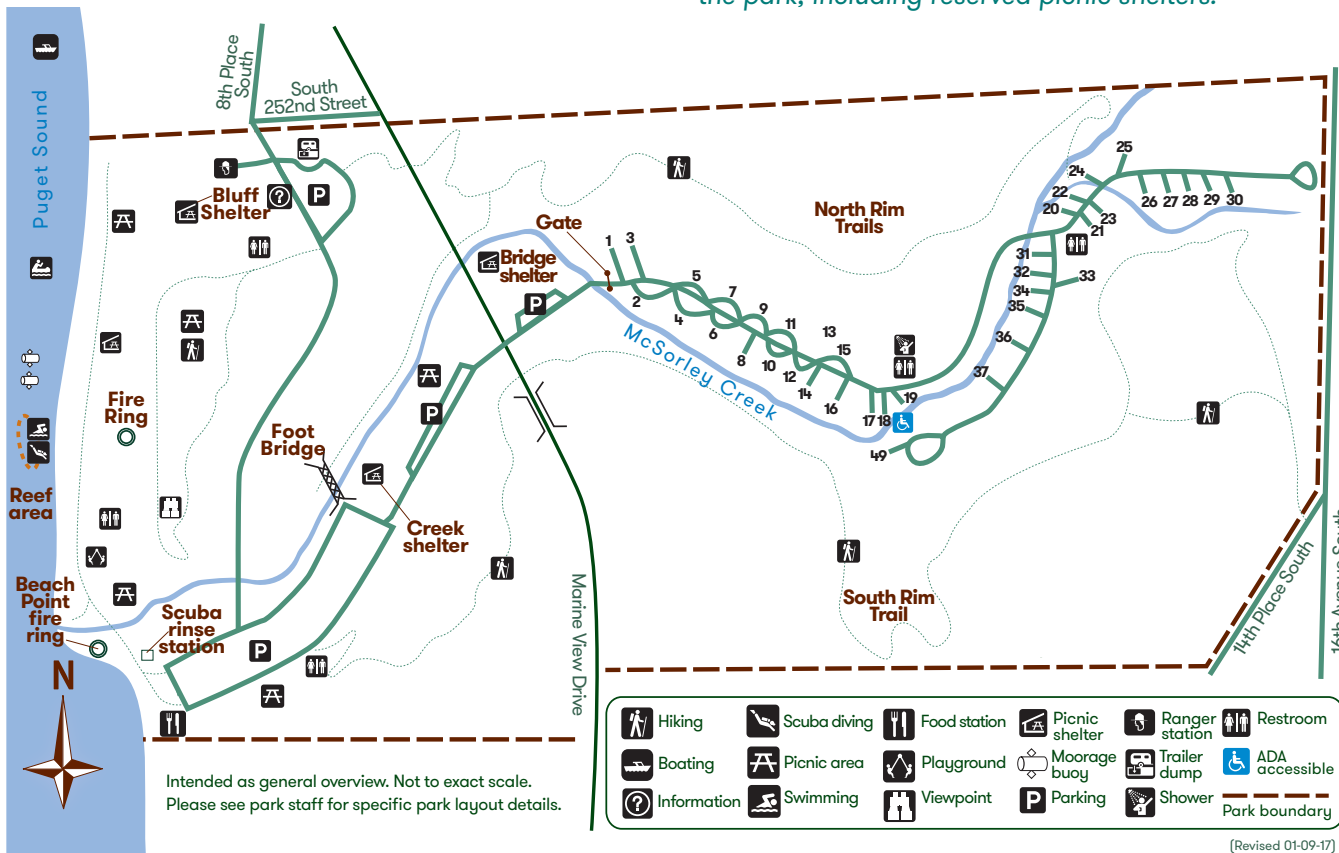 the park, including reserved picnic shelters.
Puget Sound
8th Place
South
South
252nd Street
Bluff
Shelter
P
Gate
Bridge
shelter
P
North Rim
Trails
1
3
2
5
4
7
6
9
8
11
10
13
12
15
14
16
17
18
19
49
20
22
24
25
21
23
26
27
28
29
30
31
32
33
34
35
36
37
McSorley Creek
Fire
Ring
Foot
Bridge
P
Reef
area
Creek
shelter
Beach
Point
fire
ring
Scuba
rinse
station
P
Marine View Drive
South Rim
Trail
14th Place South
16th Avenue South
N
Intended as general overview. Not to exact scale.
Please see park staff for specific park layout details.
Hiking
Scuba diving
Food station
Picnic
shelter
Ranger
station
Restroom
Boating
Picnic area
Playground
Moorage
buoy
Trailer
dump
ADA
accessible
Information
Swimming
Viewpoint
P
Parking
Shower
Park boundary
(Revised 01-09-17)